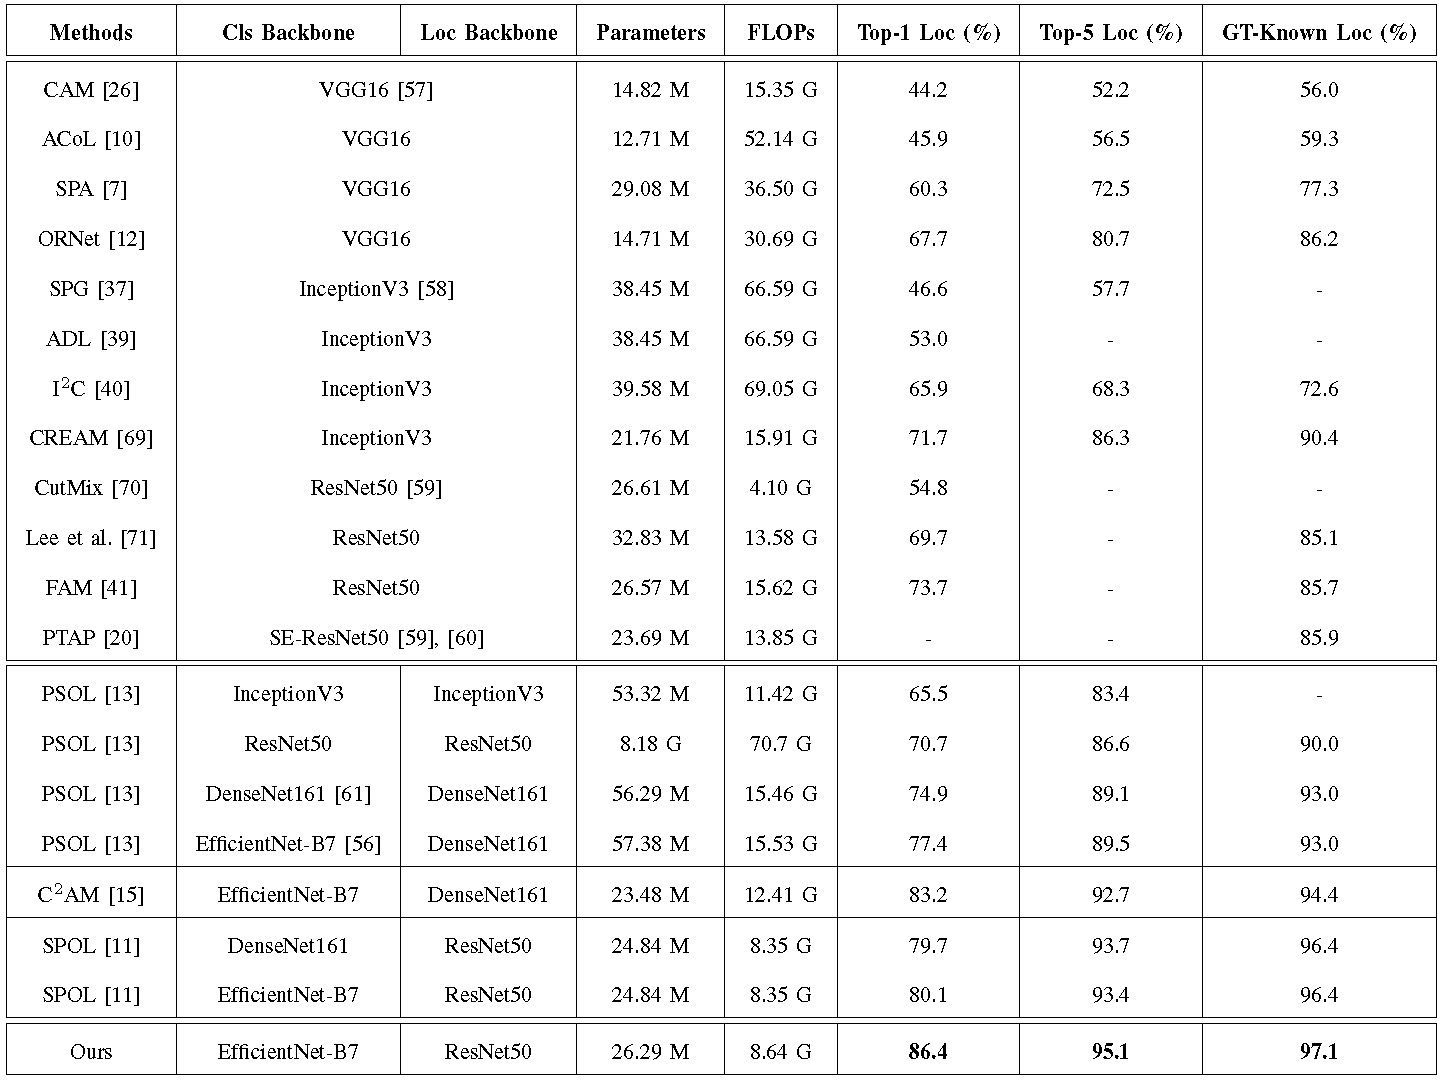 Methods Cls Backbone Loc Backbone Parameters FLOPs Top-1 Loc (%) Top-5 Loc (%) GT-Known Loc (%)
CAM [26] VGG16 [57] 14.82 M 15.35 G 44.2 52.2 56.0
ACoL [10] VGG16 12.71 M 52.14 G 45.9 56.5 59.3
SPA [7] VGG16 29.08 M 36.50 G 60.3 72.5 77.3
ORNet [12] VGG16 14.71 M 30.69 G 67.7 80.7 86.2
SPG [37] InceptionV3 [58] 38.45 M 66.59 G 46.6 57.7 -
ADL [39] InceptionV3 38.45 M 66.59 G 53.0 - -
I²C [40] InceptionV3 39.58 M 69.05 G 65.9 68.3 72.6
CREAM [69] InceptionV3 21.76 M 15.91 G 71.7 86.3 90.4
CutMix [70] ResNet50 [59] 26.61 M 4.10 G 54.8 - -
Lee et al. [71] ResNet50 32.83 M 13.58 G 69.7 - 85.1
FAM [41] ResNet50 26.57 M 15.62 G 73.7 - 85.7
PTAP [20] SE-ResNet50 [59], [60] 23.69 M 13.85 G - - 85.9
PSOL [13] InceptionV3 InceptionV3 53.32 M 11.42 G 65.5 83.4 -
PSOL [13] ResNet50 ResNet50 8.18 G 70.7 G 70.7 86.6 90.0
PSOL [13] DenseNet161 [61] DenseNet161 56.29 M 15.46 G 74.9 89.1 93.0
PSOL [13] EfficientNet-B7 [56] DenseNet161 57.38 M 15.53 G 77.4 89.5 93.0
C²AM [15] EfficientNet-B7 DenseNet161 23.48 M 12.41 G 83.2 92.7 94.4
SPOL [11] DenseNet161 ResNet50 24.84 M 8.35 G 79.7 93.7 96.4
SPOL [11] EfficientNet-B7 ResNet50 24.84 M 8.35 G 80.1 93.4 96.4
Ours EfficientNet-B7 ResNet50 26.29 M 8.64 G 86.4 95.1 97.1